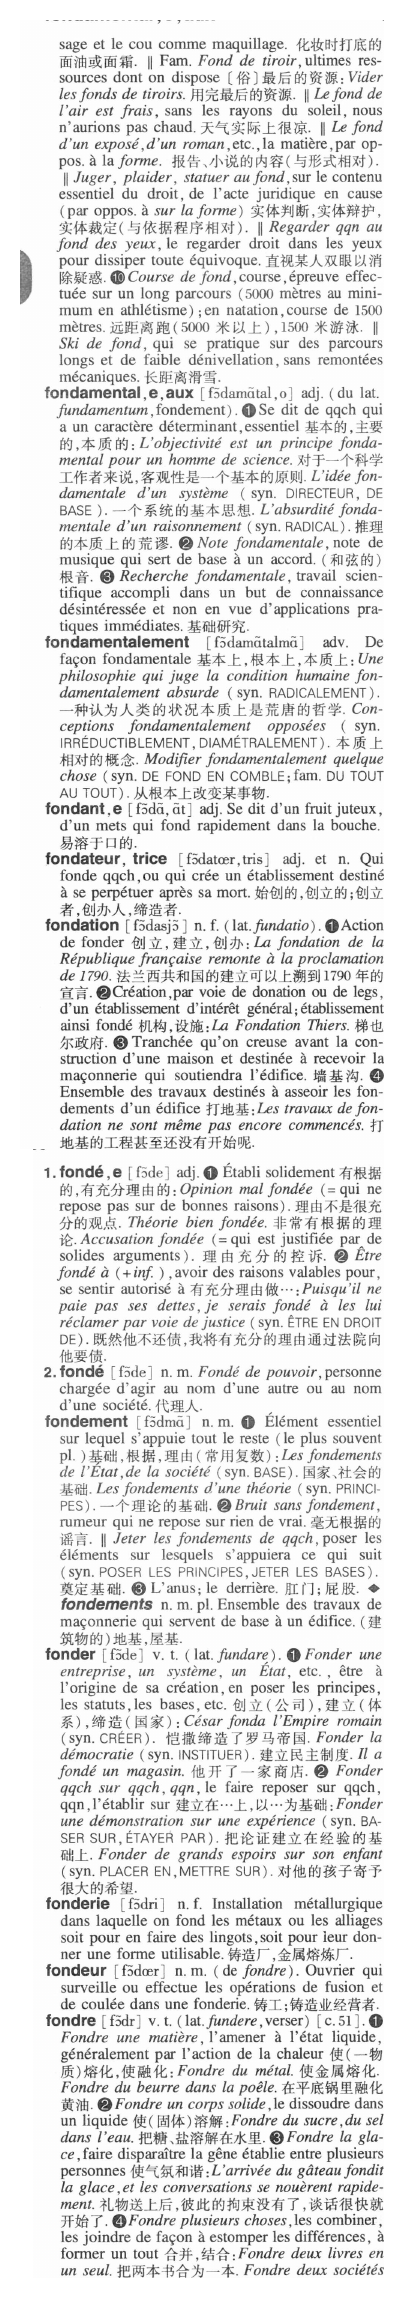 sage et le cou comme maquillage. 化妆时打底的
面油或面霜. ‖ Fam. Fond de tiroir, ultimes res-
sources dont on dispose [俗]最后的资源: Vider
les fonds de tiroirs. 用完最后的资源. ‖ Le fond de
l'air est frais, sans les rayons du soleil, nous
n'aurions pas chaud. 天气实际上很凉. ‖ Le fond
d'un exposé, d'un roman, etc., la matière, par op-
pos. à la forme. 报告、小说的内容(与形式相对).
‖ Juger, plaider, statuer au fond, sur le contenu
essentiel du droit, de l'acte juridique en cause
(par oppos. à sur la forme) 实体判断,实体辩护,
实体裁定(与依据程序相对). ‖ Regarder qqn au
fond des yeux, le regarder droit dans les yeux
pour dissiper toute équivoque. 直视某人双眼以消
除疑惑. ❿ Course de fond, course, épreuve effec-
tuée sur un long parcours (5000 mètres au mini-
mum en athlétisme); en natation, course de 1500
mètres. 远距离跑(5000 米以上), 1500 米游泳. ‖
Ski de fond, qui se pratique sur des parcours
longs et de faible dénivellation, sans remontées
mécaniques. 长距离滑雪.
fondamental, e, aux [fɔ̃damɑ̃tal, o] adj. (du lat.
fundamentum, fondement). ❶ Se dit de qqch qui
a un caractère déterminant, essentiel 基本的,主要
的,本质的: L'objectivité est un principe fonda-
mental pour un homme de science. 对于一个科学
工作者来说,客观性是一个基本的原则. L'idée fon-
damentale d'un système (syn. DIRECTEUR, DE
BASE). 一个系统的基本思想. L'absurdité fonda-
mentale d'un raisonnement (syn. RADICAL). 推理
的本质上的荒谬. ❷ Note fondamentale, note de
musique qui sert de base à un accord. (和弦的)
根音. ❸ Recherche fondamentale, travail scien-
tifique accompli dans un but de connaissance
désintéressée et non en vue d'applications pra-
tiques immédiates. 基础研究.
fondamentalement [fɔ̃damɑ̃talmɑ̃] adv. De
façon fondamentale 基本上,根本上,本质上: Une
philosophie qui juge la condition humaine fon-
damentalement absurde (syn. RADICALEMENT).
一种认为人类的状况本质上是荒唐的哲学. Con-
ceptions fondamentalement opposées (syn.
IRRÉDUCTIBLEMENT, DIAMÉTRALEMENT). 本质上
相对的概念. Modifier fondamentalement quelque
chose (syn. DE FOND EN COMBLE; fam. DU TOUT
AU TOUT). 从根本上改变某事物.
fondant, e [fɔ̃dɑ̃, ɑ̃t] adj. Se dit d'un fruit juteux,
d'un mets qui fond rapidement dans la bouche.
易溶于口的.
fondateur, trice [fɔ̃datœr, tris] adj. et n. Qui
fonde qqch, ou qui crée un établissement destiné
à se perpétuer après sa mort. 始创的,创立的;创立
者,创办人,缔造者.
fondation [fɔ̃dasjɔ̃] n. f. (lat. fundatio). ❶ Action
de fonder 创立,建立,创办: La fondation de la
République française remonte à la proclamation
de 1790. 法兰西共和国的建立可以上溯到1790 年的
宣言. ❷ Création, par voie de donation ou de legs,
d'un établissement d'intérêt général; établissement
ainsi fondé 机构,设施: La Fondation Thiers. 梯也
尔政府. ❸ Tranchée qu'on creuse avant la con-
struction d'une maison et destinée à recevoir la
maçonnerie qui soutiendra l'édifice. 墙基沟. ❹
Ensemble des travaux destinés à asseoir les fon-
dements d'un édifice 打地基: Les travaux de fon-
dation ne sont même pas encore commencés. 打
地基的工程甚至还没有开始呢.
1. fondé, e [fɔ̃de] adj. ❶ Établi solidement 有根据
的,有充分理由的: Opinion mal fondée (= qui ne
repose pas sur de bonnes raisons). 理由不是很充
分的观点. Théorie bien fondée. 非常有根据的理
论. Accusation fondée (= qui est justifiée par de
solides arguments). 理由充分的控诉. ❷ Être
fondé à (+ inf.), avoir des raisons valables pour,
se sentir autorisé à 有充分理由做…: Puisqu'il ne
paie pas ses dettes, je serais fondé à les lui
réclamer par voie de justice (syn. ÊTRE EN DROIT
DE). 既然他不还债,我将有充分的理由通过法院向
他要债.
2. fondé [fɔ̃de] n. m. Fondé de pouvoir, personne
chargée d'agir au nom d'une autre ou au nom
d'une société. 代理人.
fondement [fɔ̃dmɑ̃] n. m. ❶ Élément essentiel
sur lequel s'appuie tout le reste (le plus souvent
pl.)基础,根据,理由(常用复数): Les fondements
de l'État, de la société (syn. BASE). 国家、社会的
基础. Les fondements d'une théorie (syn. PRINCI-
PES). 一个理论的基础. ❷ Bruit sans fondement,
rumeur qui ne repose sur rien de vrai. 毫无根据的
谣言. ‖ Jeter les fondements de qqch, poser les
éléments sur lesquels s'appuiera ce qui suit
(syn. POSER LES PRINCIPES, JETER LES BASES).
奠定基础. ❸ L'anus; le derrière. 肛门;屁股. ◆
fondements n. m. pl. Ensemble des travaux de
maçonnerie qui servent de base à un édifice. (建
筑物的)地基,屋基.
fonder [fɔ̃de] v. t. (lat. fundare). ❶ Fonder une
entreprise, un système, un État, etc., être à
l'origine de sa création, en poser les principes,
les statuts, les bases, etc. 创立(公司),建立(体
系),缔造(国家): César fonda l'Empire romain
(syn. CRÉER). 恺撒缔造了罗马帝国. Fonder la
démocratie (syn. INSTITUER). 建立民主制度. Il a
fondé un magasin. 他开了一家商店. ❷ Fonder
qqch sur qqch, qqn, le faire reposer sur qqch,
qqn, l'établir sur 建立在…上,以…为基础: Fonder
une démonstration sur une expérience (syn. BA-
SER SUR, ÉTAYER PAR). 把论证建立在经验的基
础上. Fonder de grands espoirs sur son enfant
(syn. PLACER EN, METTRE SUR). 对他的孩子寄予
很大的希望.
fonderie [fɔ̃dri] n. f. Installation métallurgique
dans laquelle on fond les métaux ou les alliages
soit pour en faire des lingots, soit pour leur don-
ner une forme utilisable. 铸造厂,金属熔炼厂.
fondeur [fɔ̃dœr] n. m. (de fondre). Ouvrier qui
surveille ou effectue les opérations de fusion et
de coulée dans une fonderie. 铸工;铸造业经营者.
fondre [fɔ̃dr] v. t. (lat. fundere, verser) [c. 51]. ❶
Fondre une matière, l'amener à l'état liquide,
généralement par l'action de la chaleur 使(一物
质)熔化,使融化: Fondre du métal. 使金属熔化.
Fondre du beurre dans la poêle. 在平底锅里融化
黄油. ❷ Fondre un corps solide, le dissoudre dans
un liquide 使(固体)溶解: Fondre du sucre, du sel
dans l'eau. 把糖、盐溶解在水里. ❸ Fondre la gla-
ce, faire disparaître la gêne établie entre plusieurs
personnes 使气氛和谐: L'arrivée du gâteau fondit
la glace, et les conversations se nouèrent rapide-
ment. 礼物送上后,彼此的拘束没有了,谈话很快就
开始了. ❹ Fondre plusieurs choses, les combiner,
les joindre de façon à estomper les différences, à
former un tout 合并,结合: Fondre deux livres en
un seul. 把两本书合为一本. Fondre deux sociétés